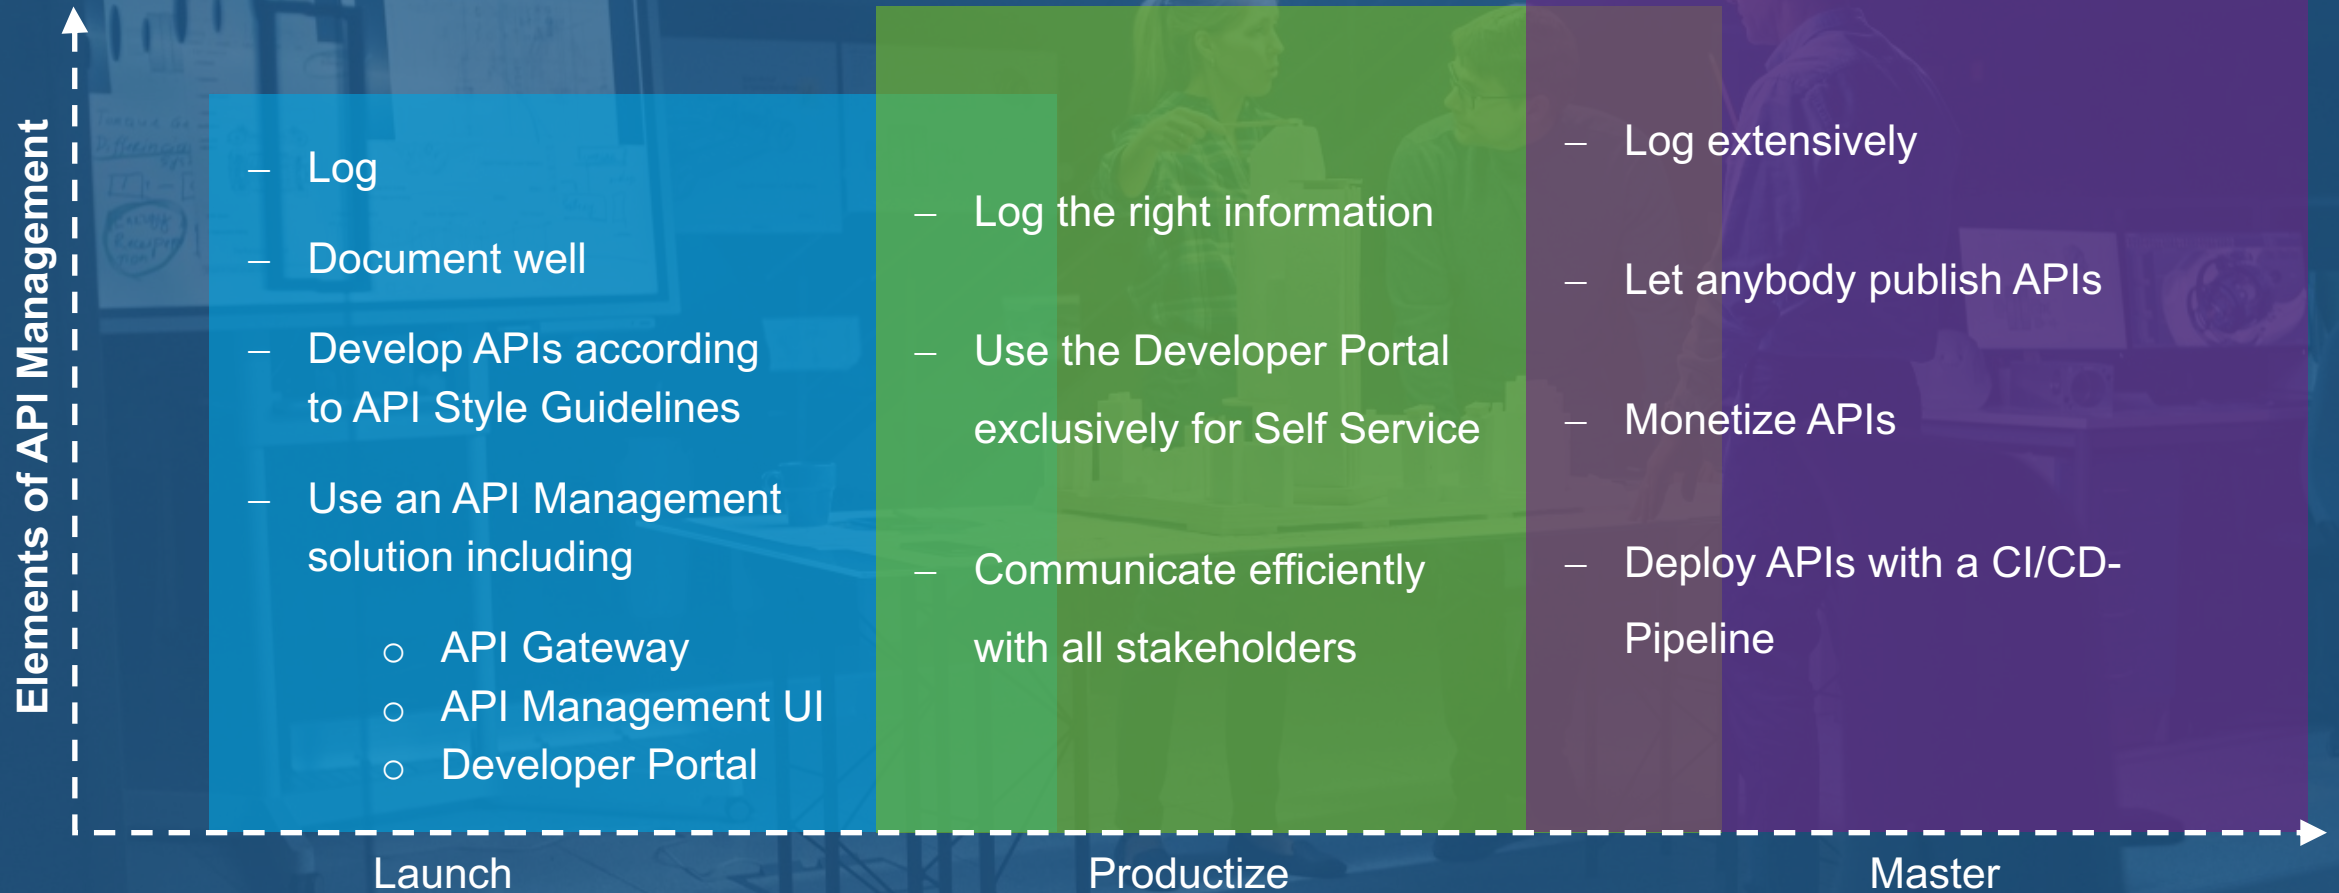 Elements of API Management
– Log
– Document well
– Develop APIs according
to API Style Guidelines
– Use an API Management
solution including
o API Gateway
o API Management UI
o Developer Portal
– Log the right information
– Use the Developer Portal
exclusively for Self Service
– Communicate efficiently
with all stakeholders
– Log extensively
– Let anybody publish APIs
– Monetize APIs
– Deploy APIs with a CI/CD-
Pipeline
Launch
Productize
Master